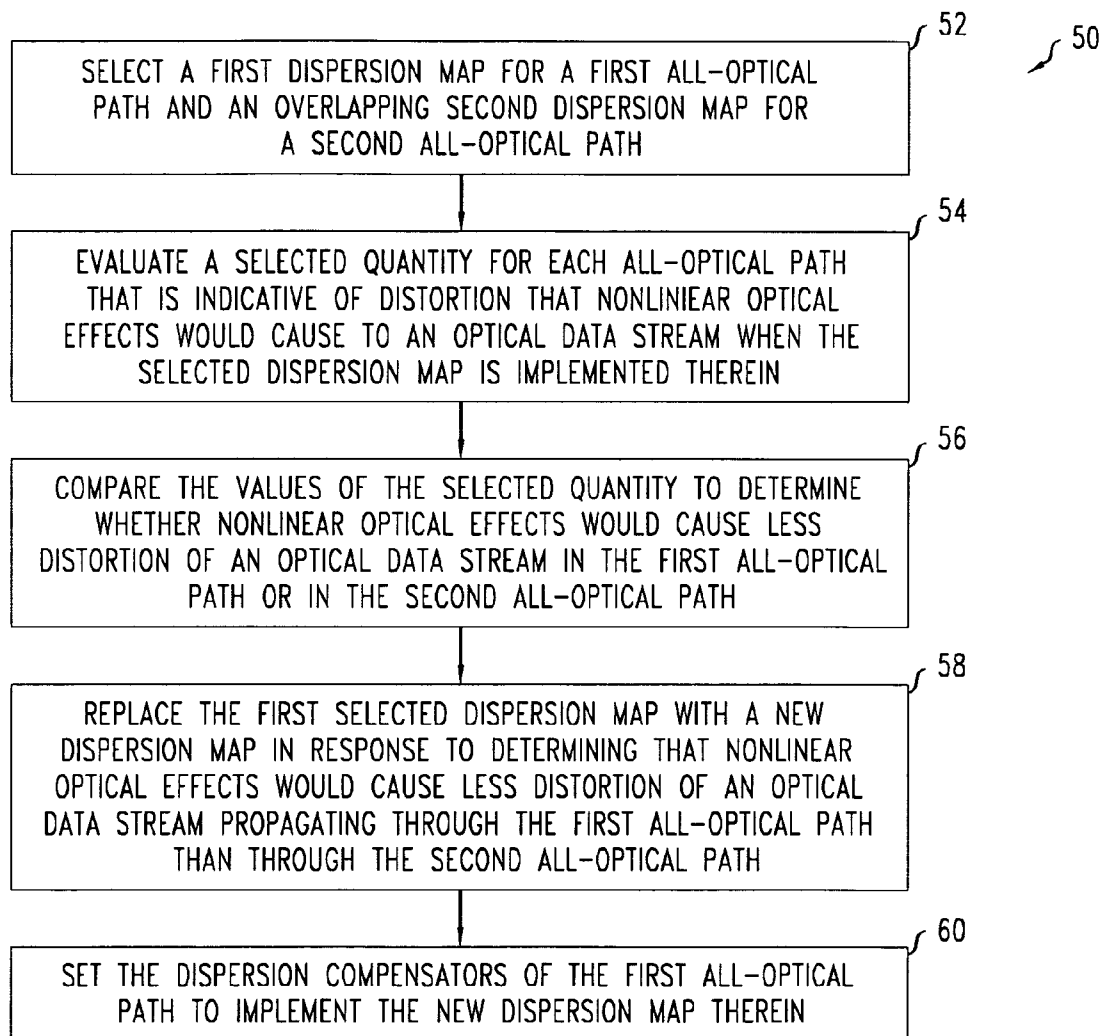 52
50
SELECT A FIRST DISPERSION MAP FOR A FIRST ALL-OPTICAL
PATH AND AN OVERLAPPING SECOND DISPERSION MAP FOR
A SECOND ALL-OPTICAL PATH
54
EVALUATE A SELECTED QUANTITY FOR EACH ALL-OPTICAL PATH
THAT IS INDICATIVE OF DISTORTION THAT NONLINIEAR OPTICAL
EFFECTS WOULD CAUSE TO AN OPTICAL DATA STREAM WHEN THE
SELECTED DISPERSION MAP IS IMPLEMENTED THEREIN
56
COMPARE THE VALUES OF THE SELECTED QUANTITY TO DETERMINE
WHETHER NONLINEAR OPTICAL EFFECTS WOULD CAUSE LESS
DISTORTION OF AN OPTICAL DATA STREAM IN THE FIRST ALL-OPTICAL
PATH OR IN THE SECOND ALL-OPTICAL PATH
58
REPLACE THE FIRST SELECTED DISPERSION MAP WITH A NEW
DISPERSION MAP IN RESPONSE TO DETERMINING THAT NONLINEAR
OPTICAL EFFECTS WOULD CAUSE LESS DISTORTION OF AN OPTICAL
DATA STREAM PROPAGATING THROUGH THE FIRST ALL-OPTICAL PATH
THAN THROUGH THE SECOND ALL-OPTICAL PATH
60
SET THE DISPERSION COMPENSATORS OF THE FIRST ALL-OPTICAL
PATH TO IMPLEMENT THE NEW DISPERSION MAP THEREIN